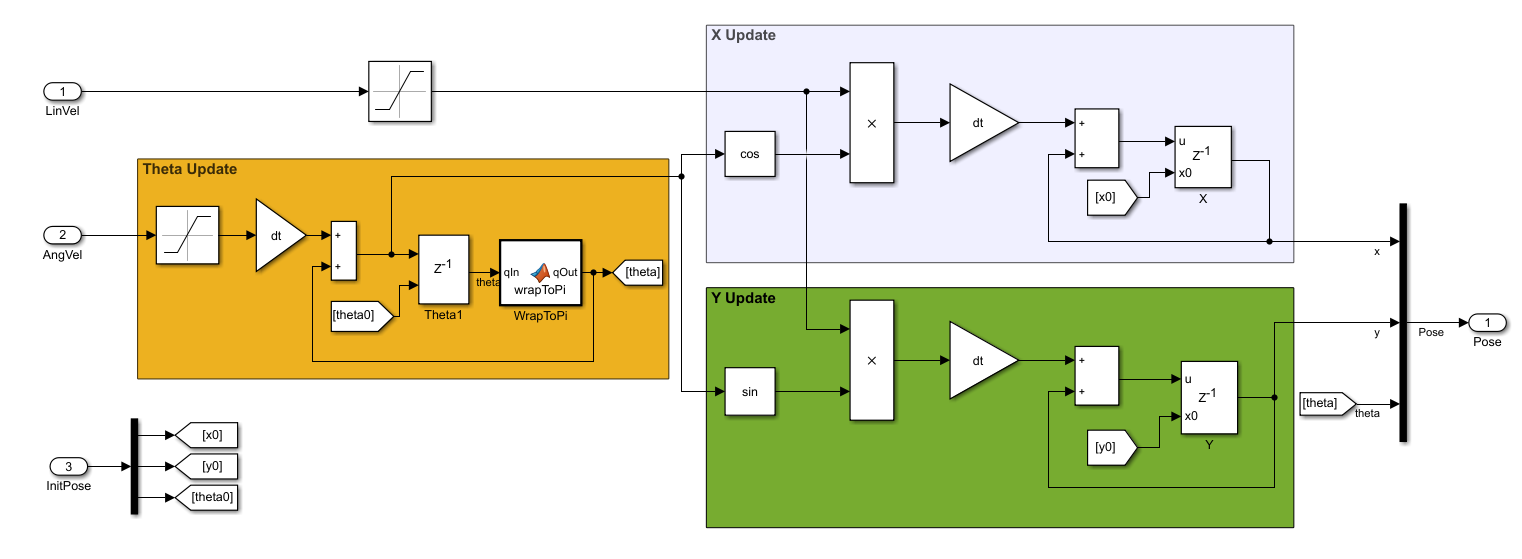 X Update
1
LinVel
×
dt
+
+
u
Z-1
x0
[x0]
X
cos
Theta Update
2
AngVel
dt
+
+
Z-1
Theta1
[theta0]
theta
qIn
qOut
wrapToPi
WrapToPi
[theta]
x
Y Update
×
dt
+
+
u
Z-1
x0
[y0]
Y
sin
y
Pose
1
Pose
[theta]
theta
3
InitPose
[x0]
[y0]
[theta0]